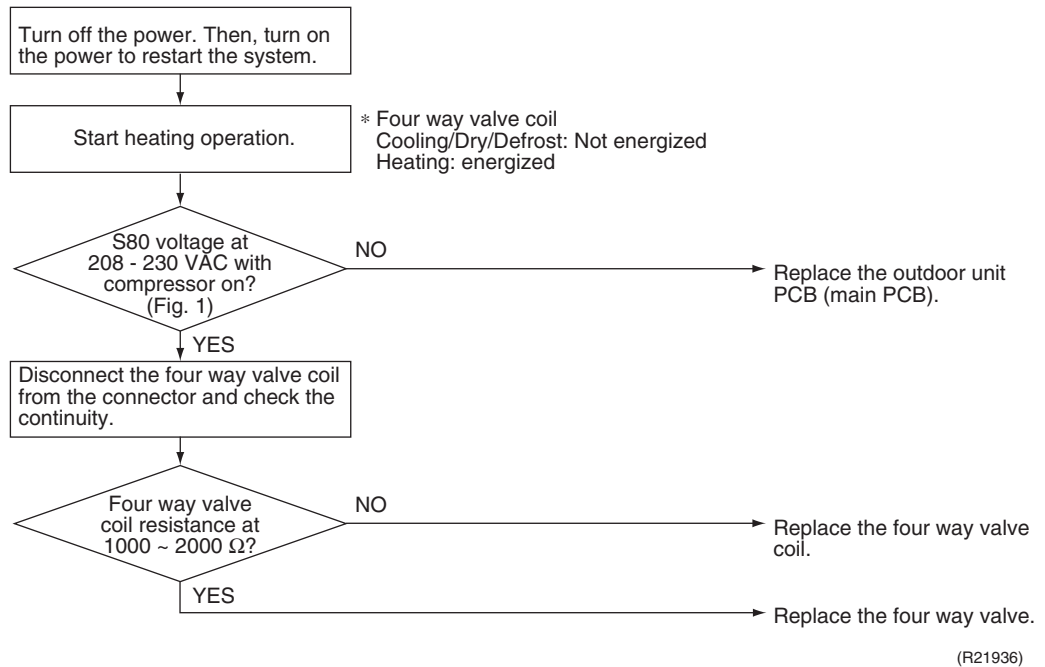 Turn off the power. Then, turn on
the power to restart the system.
Start heating operation.
* Four way valve coil
Cooling/Dry/Defrost: Not energized
Heating: energized
S80 voltage at
208 - 230 VAC with
compressor on?
(Fig. 1)
NO
Replace the outdoor unit
PCB (main PCB).
YES
Disconnect the four way valve coil
from the connector and check the
continuity.
Four way valve
coil resistance at
1000 ~ 2000 Ω?
NO
Replace the four way valve
coil.
YES
Replace the four way valve.
(R21936)